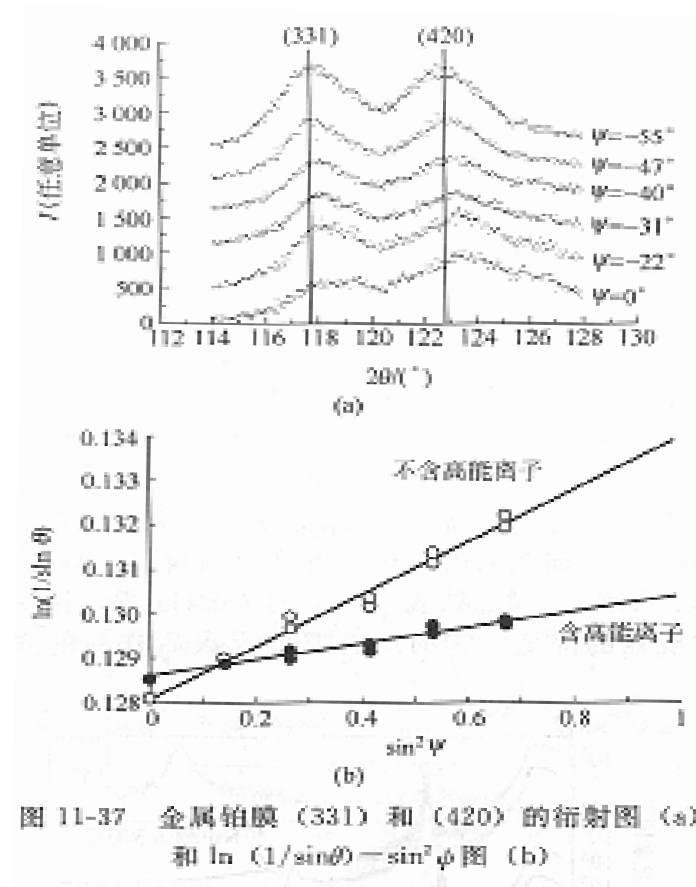 (331) (420)
4 000
3 500
3 000
2 500
2 000
1 500
1 000
500
0
I(任意单位)
Ψ=-55°
Ψ=-47°
Ψ=-40°
Ψ=-31°
Ψ=-22°
Ψ=0°
112 114 116 118 120 122 124 126 128 130
2θ/(°)
(a)
0.134
0.133
0.132
0.131
0.130
0.129
0.128
ln(1/sin θ)
不含高能离子
含高能离子
0 0.2 0.4 0.6 0.8 1
sin² Ψ
(b)
图 11-37 金属铂膜 (331) 和 (420) 的衍射图 (a)
和 ln (1/sinθ)-sin²ψ 图 (b)